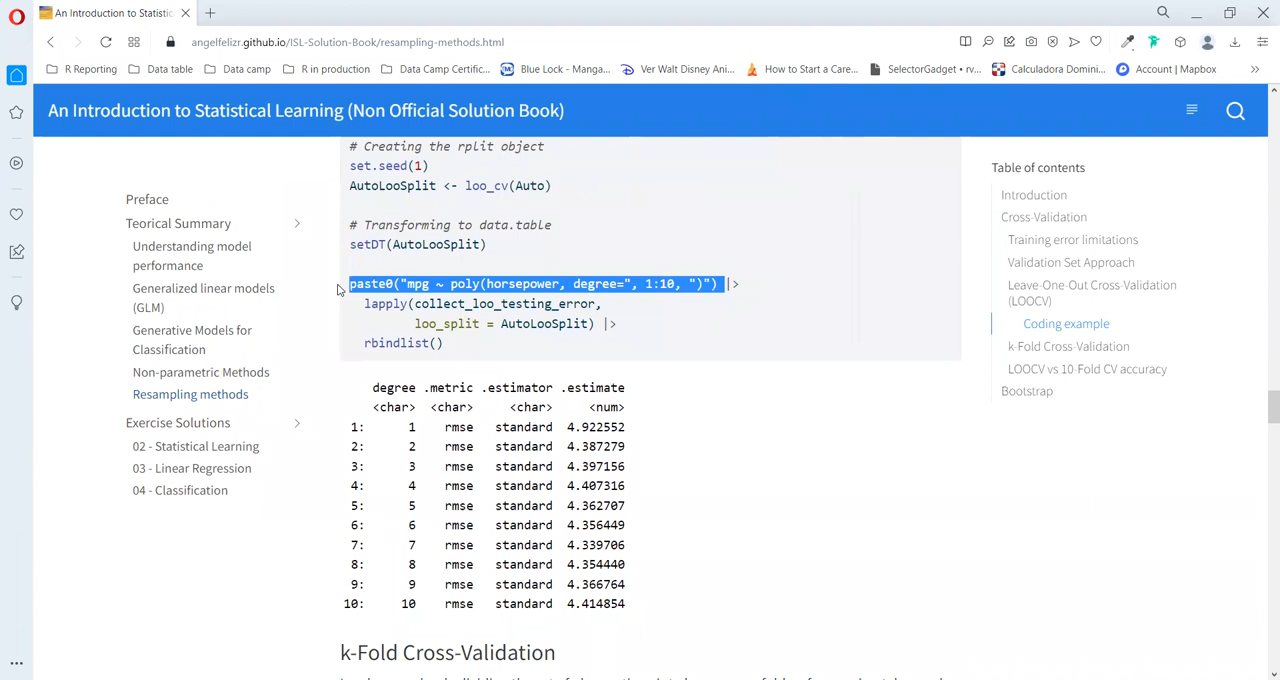 An Introduction to Statistic
angelfelizr.github.io/ISL-Solution-Book/resampling-methods.html
R Reporting
Data table
Data camp
R in production
Data Camp Certific...
Blue Lock - Manga...
Ver Walt Disney Ani...
How to Start a Care...
SelectorGadget • rv...
Calculadora Domini...
Account | Mapbox
An Introduction to Statistical Learning (Non Official Solution Book)
Preface
Teorical Summary
Understanding model
performance
Generalized linear models
(GLM)
Generative Models for
Classification
Non-parametric Methods
Resampling methods
Exercise Solutions
02 - Statistical Learning
03 - Linear Regression
04 - Classification
# Creating the rplit object
set.seed(1)
AutoLooSplit <- loo_cv(Auto)
# Transforming to data.table
setDT(AutoLooSplit)
paste0("mpg ~ poly(horsepower, degree=", 1:10, ")") |>
lapply(collect_loo_testing_error,
loo_split = AutoLooSplit) |>
rbindlist()
degree .metric .estimator .estimate
<char> <char> <char> <num>
1: 1 rmse standard 4.922552
2: 2 rmse standard 4.387279
3: 3 rmse standard 4.397156
4: 4 rmse standard 4.407316
5: 5 rmse standard 4.362707
6: 6 rmse standard 4.356449
7: 7 rmse standard 4.339706
8: 8 rmse standard 4.354440
9: 9 rmse standard 4.366764
10: 10 rmse standard 4.414854
k-Fold Cross-Validation
Table of contents
Introduction
Cross-Validation
Training error limitations
Validation Set Approach
Leave-One-Out Cross-Validation
(LOOCV)
Coding example
k-Fold Cross-Validation
LOOCV vs 10-Fold CV accuracy
Bootstrap